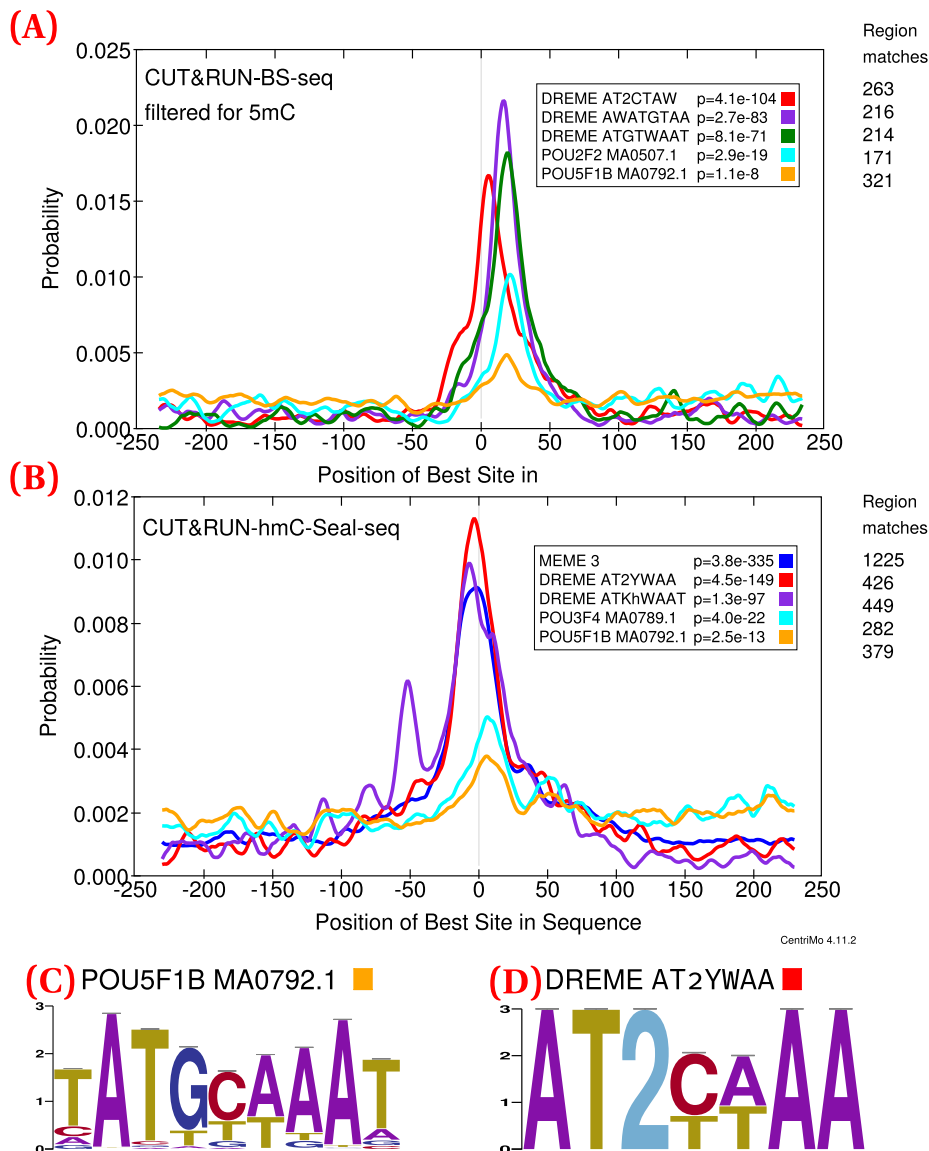 (A)
Region
matches
0.025
CUT&RUN-BS-seq
filtered for 5mC
DREME AT2CTAW p=4.1e-104 263
DREME AWATGTAA p=2.7e-83 216
DREME ATGTWAAT p=8.1e-71 214
POU2F2 MA0507.1 p=2.9e-19 171
POU5F1B MA0792.1 p=1.1e-8 321
0.020
0.015
Probability
0.010
0.005
0.000
-250 -200 -150 -100 -50 0 50 100 150 200 250
Position of Best Site in
(B)
Region
matches
0.012
CUT&RUN-hmC-Seal-seq
MEME 3 p=3.8e-335 1225
DREME AT2YWAA p=4.5e-149 426
DREME ATKhWAAT p=1.3e-97 449
POU3F4 MA0789.1 p=4.0e-22 282
POU5F1B MA0792.1 p=2.5e-13 379
0.010
0.008
Probability
0.006
0.004
0.002
0.000
-250 -200 -150 -100 -50 0 50 100 150 200 250
Position of Best Site in Sequence
CentriMo 4.11.2
(C) POU5F1B MA0792.1
3
2
1
0
TATGCAAAT
(D) DREME AT2YWAA
3
2
1
0
AT2CAAA
TT